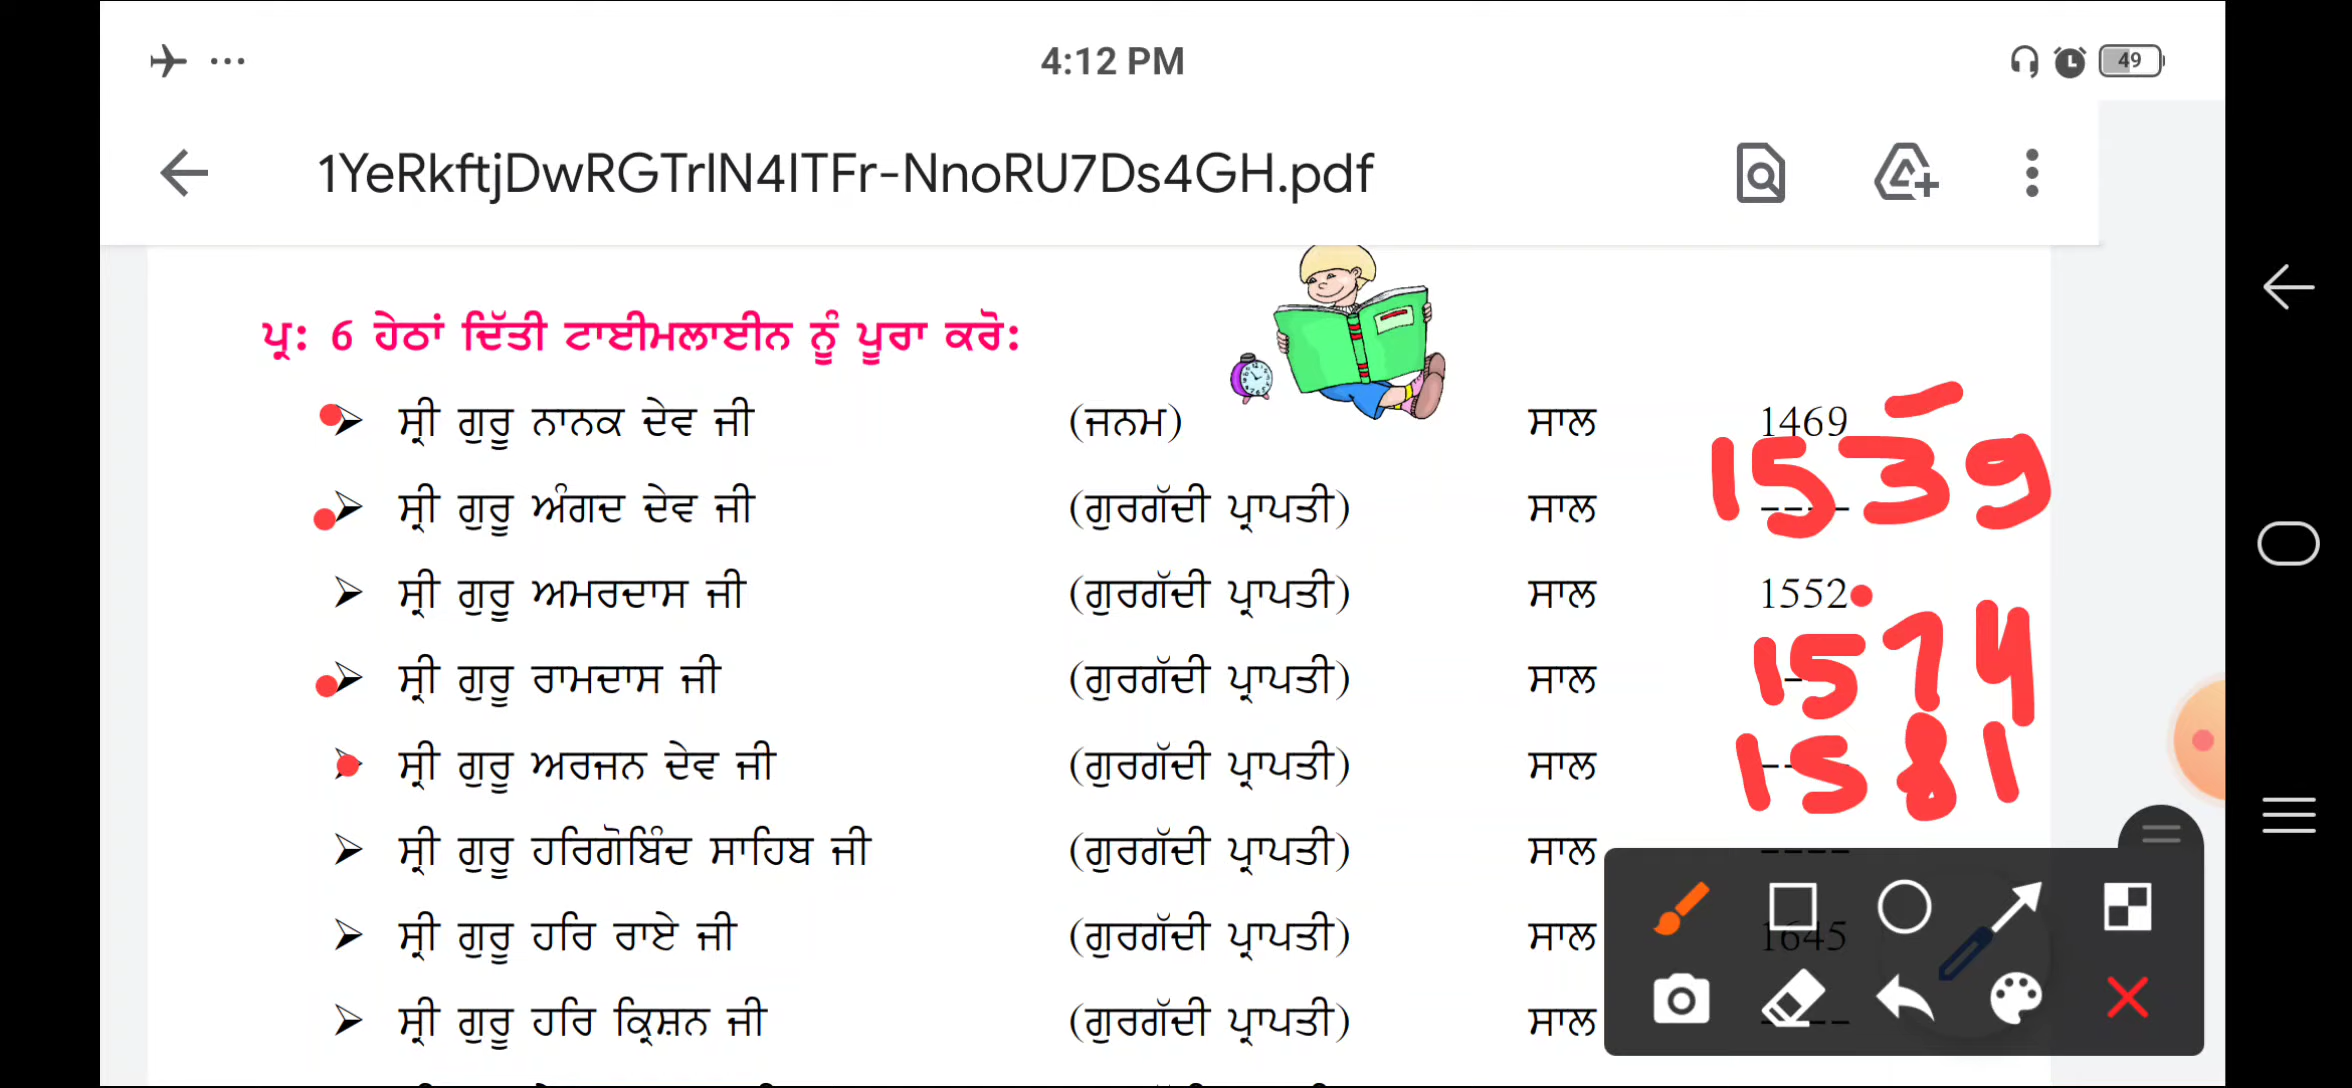 4:12 PM
49
1YeRkftjDwRGTrIN4ITFr-NnoRU7Ds4GH.pdf
ਪ੍ਰ: 6 ਹੇਠਾਂ ਦਿੱਤੀ ਟਾਈਮਲਾਈਨ ਨੂੰ ਪੂਰਾ ਕਰੋ:
ਸ੍ਰੀ ਗੁਰੂ ਨਾਨਕ ਦੇਵ ਜੀ (ਜਨਮ) ਸਾਲ 1469
ਸ੍ਰੀ ਗੁਰੂ ਅੰਗਦ ਦੇਵ ਜੀ (ਗੁਰਗੱਦੀ ਪ੍ਰਾਪਤੀ) ਸਾਲ 1539
ਸ੍ਰੀ ਗੁਰੂ ਅਮਰਦਾਸ ਜੀ (ਗੁਰਗੱਦੀ ਪ੍ਰਾਪਤੀ) ਸਾਲ 1552
ਸ੍ਰੀ ਗੁਰੂ ਰਾਮਦਾਸ ਜੀ (ਗੁਰਗੱਦੀ ਪ੍ਰਾਪਤੀ) ਸਾਲ 1574
ਸ੍ਰੀ ਗੁਰੂ ਅਰਜਨ ਦੇਵ ਜੀ (ਗੁਰਗੱਦੀ ਪ੍ਰਾਪਤੀ) ਸਾਲ 1581
ਸ੍ਰੀ ਗੁਰੂ ਹਰਿਗੋਬਿੰਦ ਸਾਹਿਬ ਜੀ (ਗੁਰਗੱਦੀ ਪ੍ਰਾਪਤੀ) ਸਾਲ ----
ਸ੍ਰੀ ਗੁਰੂ ਹਰਿ ਰਾਏ ਜੀ (ਗੁਰਗੱਦੀ ਪ੍ਰਾਪਤੀ) ਸਾਲ 1645
ਸ੍ਰੀ ਗੁਰੂ ਹਰਿ ਕ੍ਰਿਸ਼ਨ ਜੀ (ਗੁਰਗੱਦੀ ਪ੍ਰਾਪਤੀ) ਸਾਲ ----